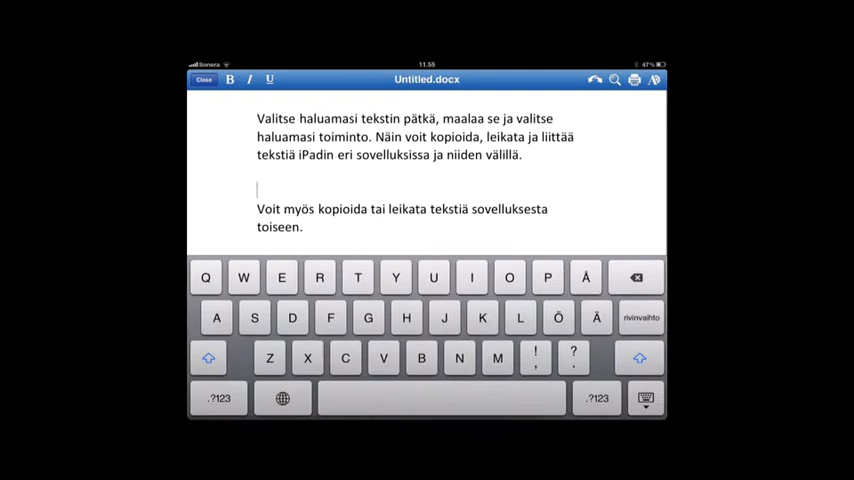 Sonera 11.55 47%
Close B I U Untitled.docx
Valitse haluamasi tekstin pätkä, maalaa se ja valitse
haluamasi toiminto. Näin voit kopioida, leikata ja liittää
tekstiä iPadin eri sovelluksissa ja niiden välillä.
Voit myös kopioida tai leikata tekstiä sovelluksesta
toiseen.
Q W E R T Y U I O P Å
A S D F G H J K L Ö Ä rivinvaihto
Z X C V B N M ! , ? .
.?123 .?123